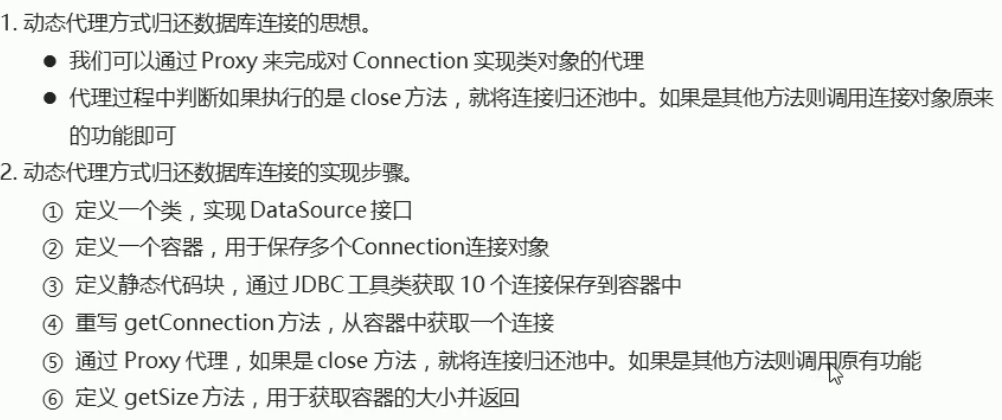 1. 动态代理方式归还数据库连接的思想。
● 我们可以通过 Proxy 来完成对 Connection 实现类对象的代理
● 代理过程中判断如果执行的是 close 方法，就将连接归还池中。如果是其他方法则调用连接对象原来
的功能即可
2. 动态代理方式归还数据库连接的实现步骤。
① 定义一个类，实现 DataSource 接口
② 定义一个容器，用于保存多个Connection连接对象
③ 定义静态代码块，通过 JDBC 工具类获取 10 个连接保存到容器中
④ 重写 getConnection 方法，从容器中获取一个连接
⑤ 通过 Proxy 代理，如果是 close 方法，就将连接归还池中。如果是其他方法则调用原有功能
⑥ 定义 getSize 方法，用于获取容器的大小并返回